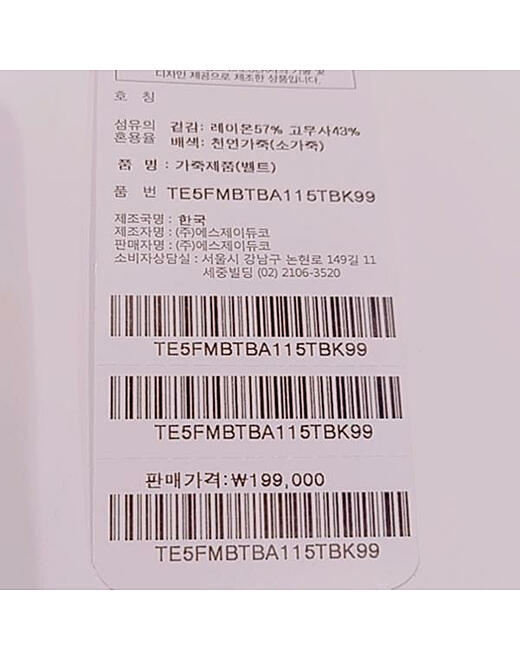 디자인 제공으로 제조한 상품입니다.
호 칭
섬유의 겉감: 레이온57% 고무사43%
혼용율 배색: 천연가죽(소가죽)
품 명 : 가죽제품(벨트)
품 번 TE5FMBTBA115TBK99
제조국명 : 한국
제조자명 : (주)에스제이듀코
판매자명 : (주)에스제이듀코
소비자상담실 : 서울시 강남구 논현로 149길 11
세중빌딩 (02) 2106-3520
TE5FMBTBA115TBK99
TE5FMBTBA115TBK99
판매가격:₩199,000
TE5FMBTBA115TBK99